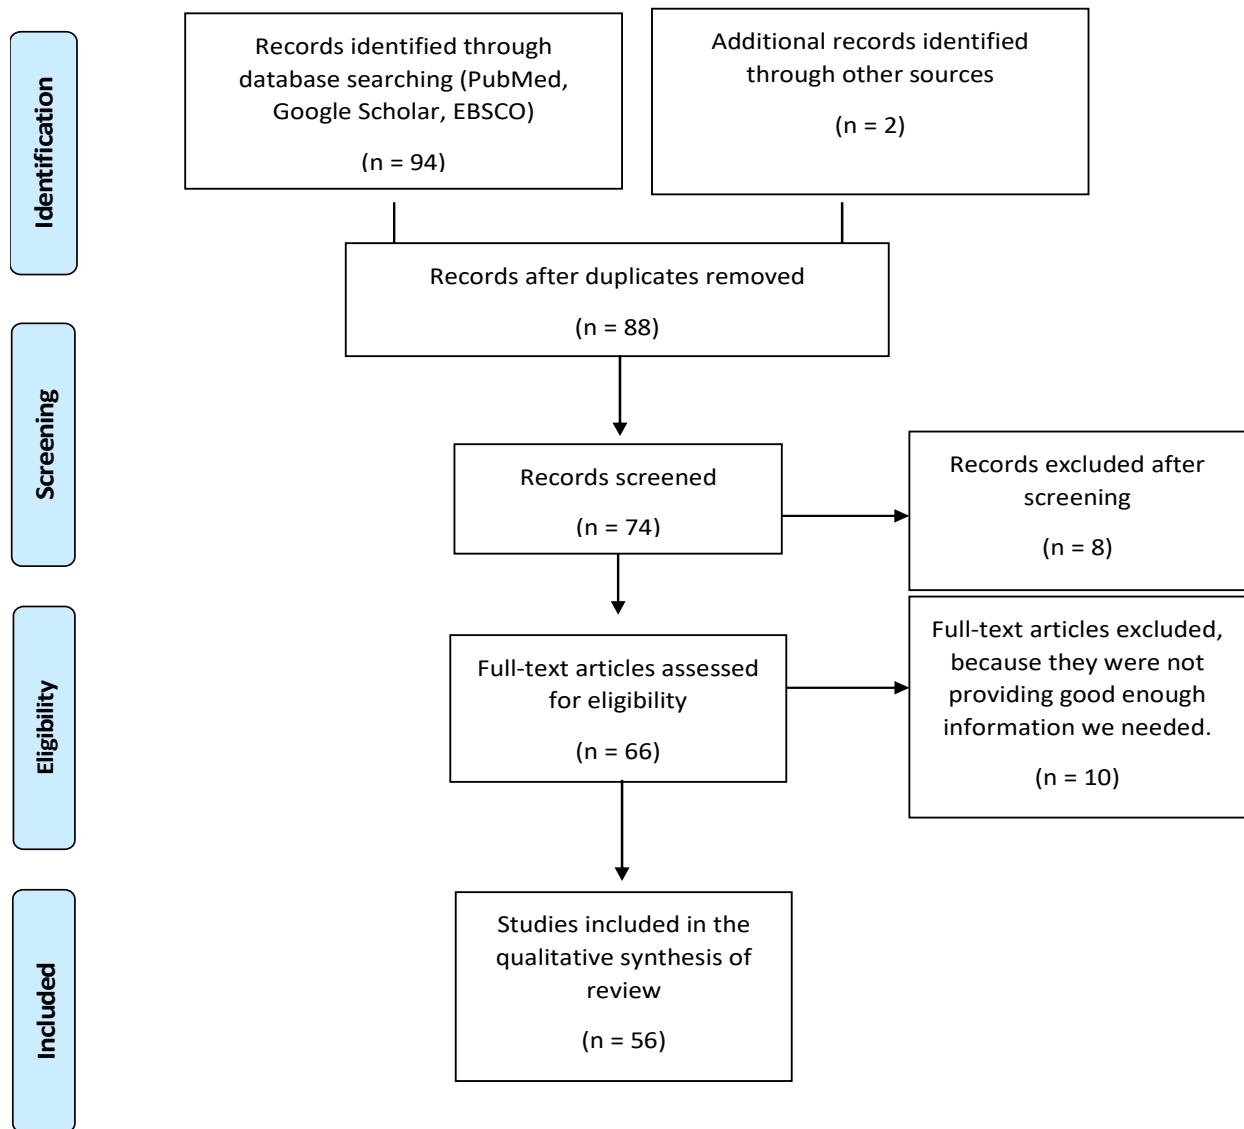 Identification
Records identified through
database searching (PubMed,
Google Scholar, EBSCO)
(n = 94)
Additional records identified
through other sources
(n = 2)
Records after duplicates removed
(n = 88)
Screening
Records screened
(n = 74)
Records excluded after
screening
(n = 8)
Eligibility
Full-text articles assessed
for eligibility
(n = 66)
Full-text articles excluded,
because they were not
providing good enough
information we needed.
(n = 10)
Included
Studies included in the
qualitative synthesis of
review
(n = 56)